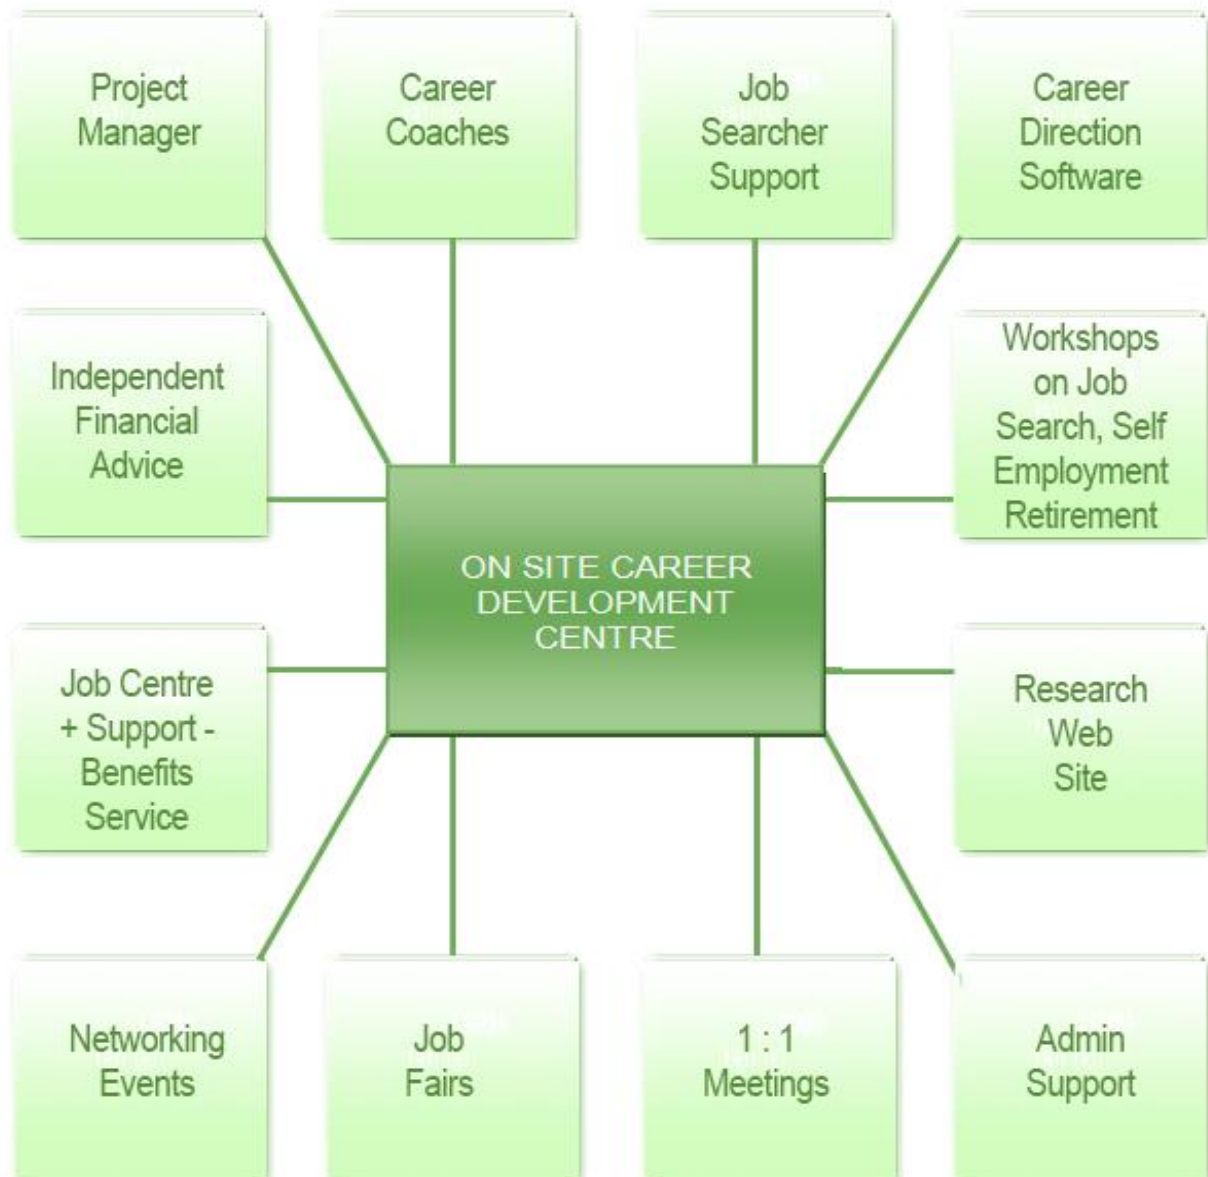 Project
Manager
Career
Coaches
Job
Searcher
Support
Career
Direction
Software
Independent
Financial
Advice
Workshops
on Job
Search, Self
Employment
Retirement
ON SITE CAREER
DEVELOPMENT
CENTRE
Job Centre
+ Support -
Benefits
Service
Research
Web
Site
Networking
Events
Job
Fairs
1 : 1
Meetings
Admin
Support